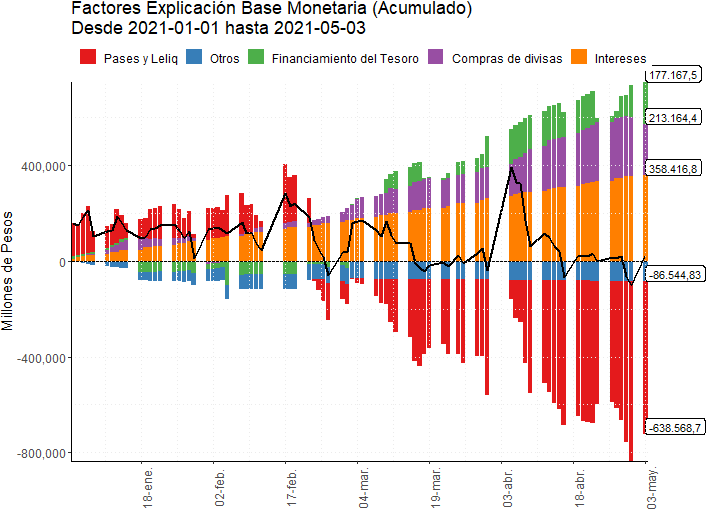 Factores Explicación Base Monetaria (Acumulado)
Desde 2021-01-01 hasta 2021-05-03
Pases y Leliq Otros Financiamiento del Tesoro Compras de divisas Intereses
177.167,5
213.164,4
400,000
358.416,8
Millones de Pesos
0
-86.544,83
-400,000
-638.568,7
-800,000
18-ene.
02-feb.
17-feb.
04-mar.
19-mar.
03-abr.
18-abr.
03-may.